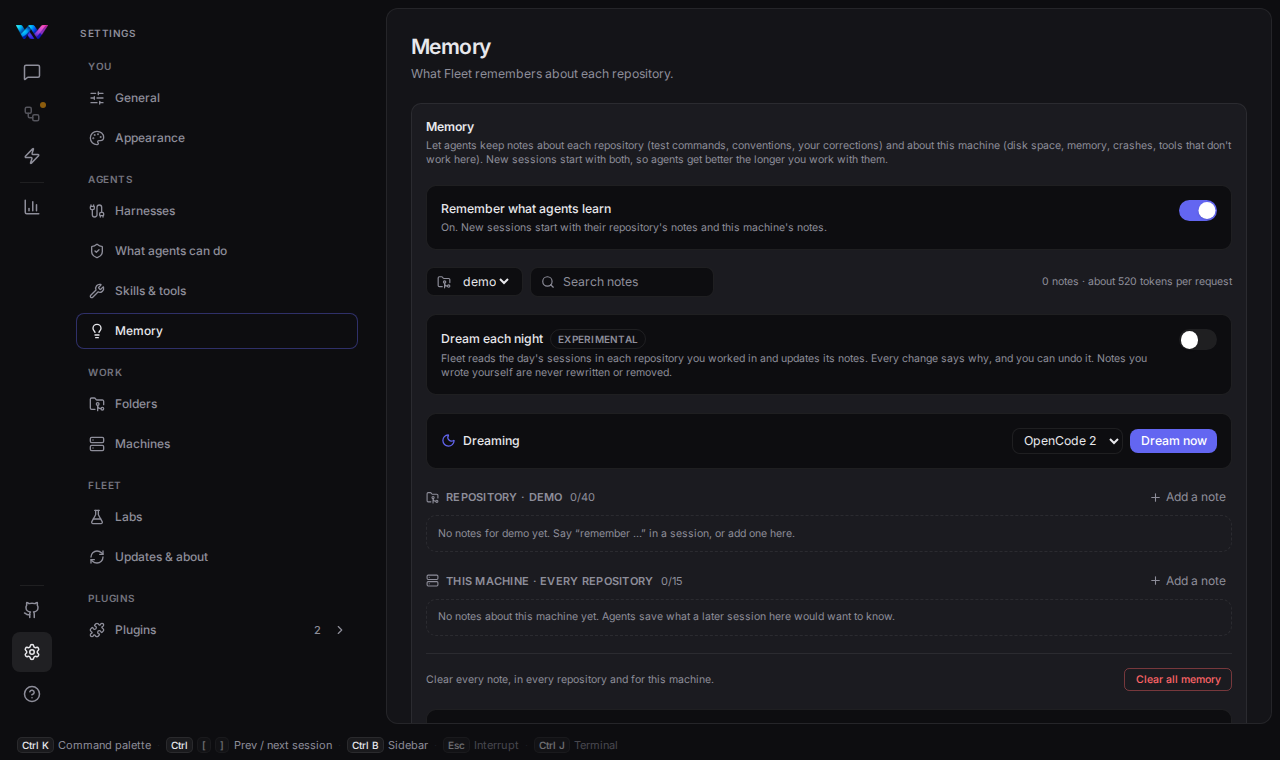 SETTINGS
YOU
General
Appearance
AGENTS
Harnesses
What agents can do
Skills & tools
Memory
WORK
Folders
Machines
FLEET
Labs
Updates & about
PLUGINS
Plugins 2
Memory
What Fleet remembers about each repository.
Memory
Let agents keep notes about each repository (test commands, conventions, your corrections) and about this machine (disk space, memory, crashes, tools that don't
work here). New sessions start with both, so agents get better the longer you work with them.
Remember what agents learn
On. New sessions start with their repository's notes and this machine's notes.
demo Search notes 0 notes · about 520 tokens per request
Dream each night EXPERIMENTAL
Fleet reads the day's sessions in each repository you worked in and updates its notes. Every change says why, and you can undo it. Notes you
wrote yourself are never rewritten or removed.
Dreaming OpenCode 2 Dream now
REPOSITORY · DEMO 0/40 + Add a note
No notes for demo yet. Say “remember …” in a session, or add one here.
THIS MACHINE · EVERY REPOSITORY 0/15 + Add a note
No notes about this machine yet. Agents save what a later session here would want to know.
Clear every note, in every repository and for this machine. Clear all memory
Ctrl K Command palette Ctrl [ ] Prev / next session Ctrl B Sidebar Esc Interrupt Ctrl J Terminal